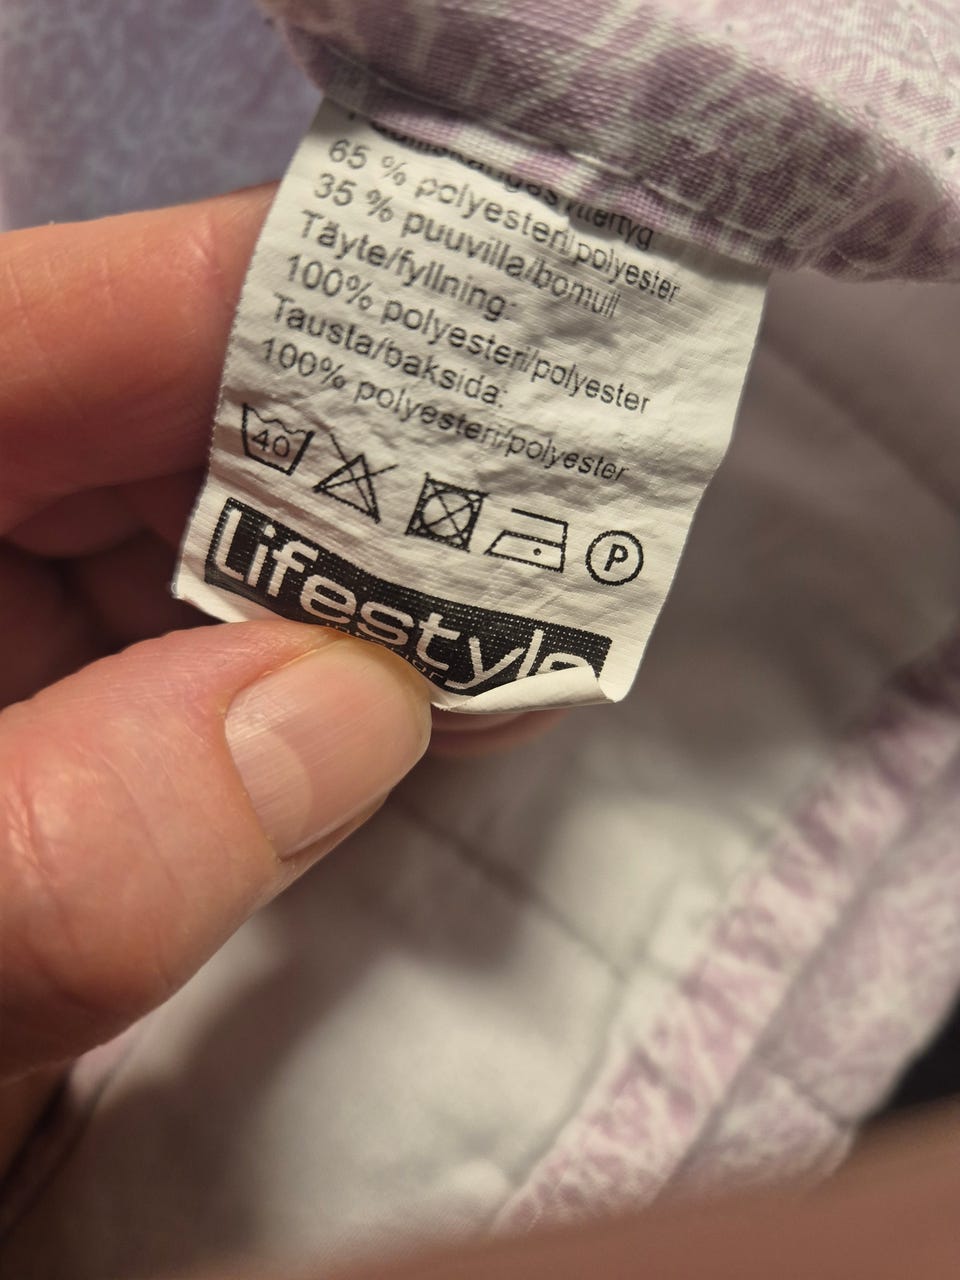 65 % polyesteri/polyester
35 % puuvilla/bomull
Täyte/fyllning:
100% polyesteri/polyester
Tausta/baksida:
100% polyesteri/polyester
40
P
Lifestyle